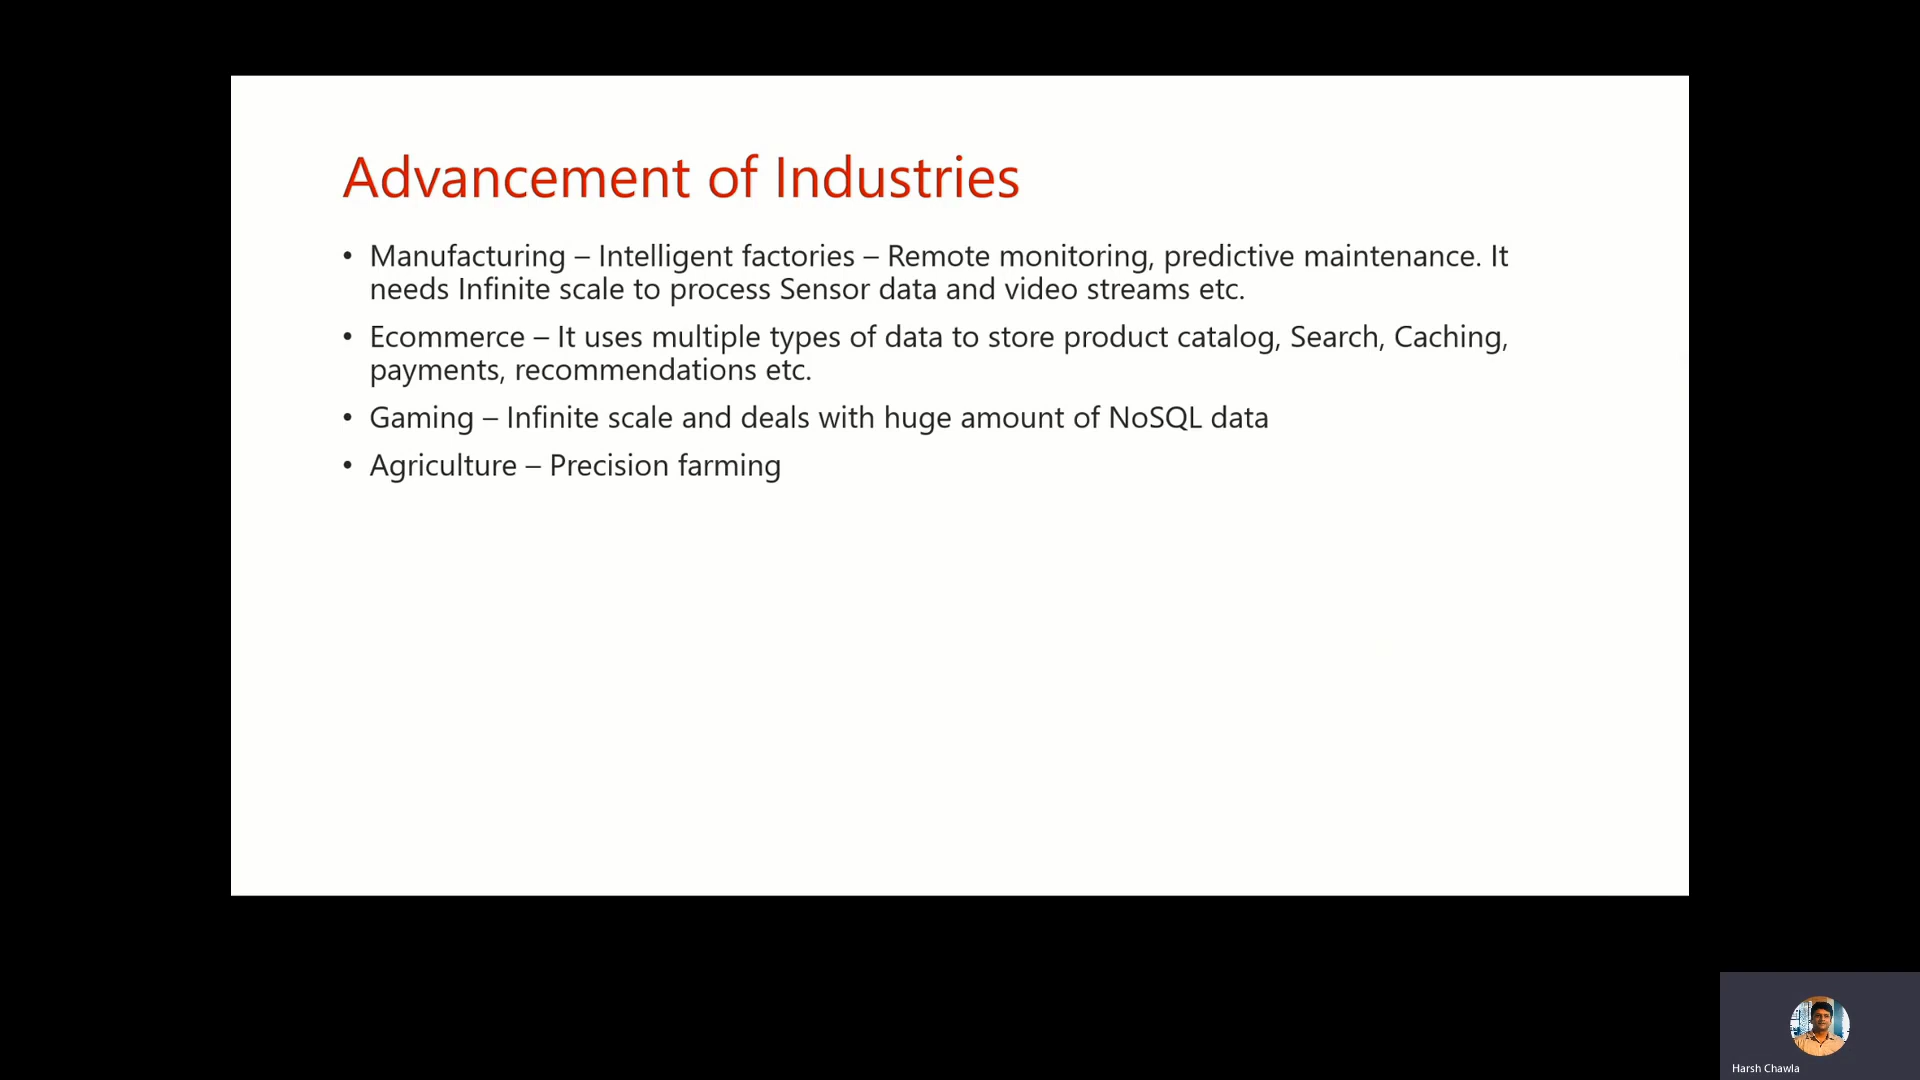 Advancement of Industries
• Manufacturing – Intelligent factories – Remote monitoring, predictive maintenance. It
needs Infinite scale to process Sensor data and video streams etc.
• Ecommerce – It uses multiple types of data to store product catalog, Search, Caching,
payments, recommendations etc.
• Gaming – Infinite scale and deals with huge amount of NoSQL data
• Agriculture – Precision farming
Harsh Chawla